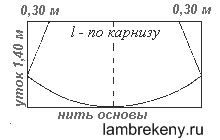 0,30 м 0,30 м
l - по карнизу
уток 1,40 м
нить основы
lambrekeny.ru